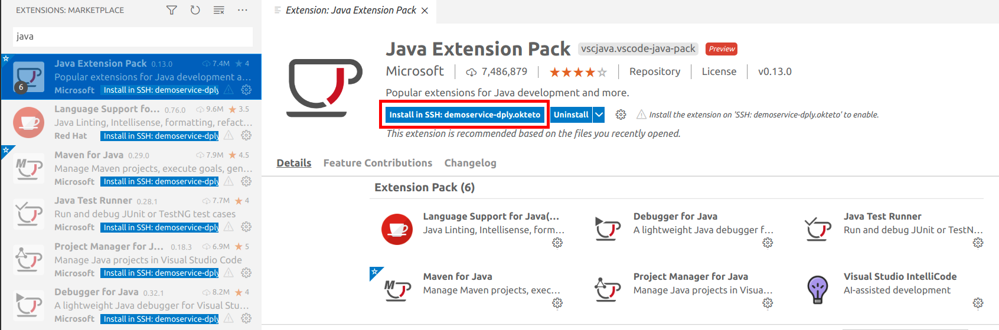 EXTENSIONS: MARKETPLACE
java
Java Extension Pack 0.13.0 7.4M 4
Popular extensions for Java development a...
6
Microsoft Install in SSH: demoservice-dply
Language Support fo... 0.76.0 9.6M 3.5
Java Linting, Intellisense, formatting, refact...
Red Hat Install in SSH: demoservice-dply
Maven for Java 0.29.0 7.9M 4.5
Manage Maven projects, execute goals, gen...
Microsoft Install in SSH: demoservice-dply
Java Test Runner 0.28.1 7.7M 4
Run and debug JUnit or TestNG test cases
Microsoft Install in SSH: demoservice-dply
Project Manager for J... 0.18.3 6.9M 5
Manage Java projects in Visual Studio Code
Microsoft Install in SSH: demoservice-dply
Debugger for Java 0.32.1 8.2M 4
A lightweight Java debugger for Visual Stu...
Microsoft Install in SSH: demoservice-dply
Extension: Java Extension Pack
Java Extension Pack vscjava.vscode-java-pack Preview
Microsoft 7,486,879 Repository License v0.13.0
Popular extensions for Java development and more.
Install in SSH: demoservice-dply.okteto Uninstall Install the extension on 'SSH: demoservice-dply.okteto' to enable.
This extension is recommended based on the files you recently opened.
Details Feature Contributions Changelog
Extension Pack (6)
Language Support for Java(...
Java Linting, Intellisense, form...
Debugger for Java
A lightweight Java debugger f...
Java Test Runner
Run and debug JUnit or TestN...
Maven for Java
Manage Maven projects, exec...
Project Manager for Java
Manage Java projects in Visua...
Visual Studio IntelliCode
AI-assisted development